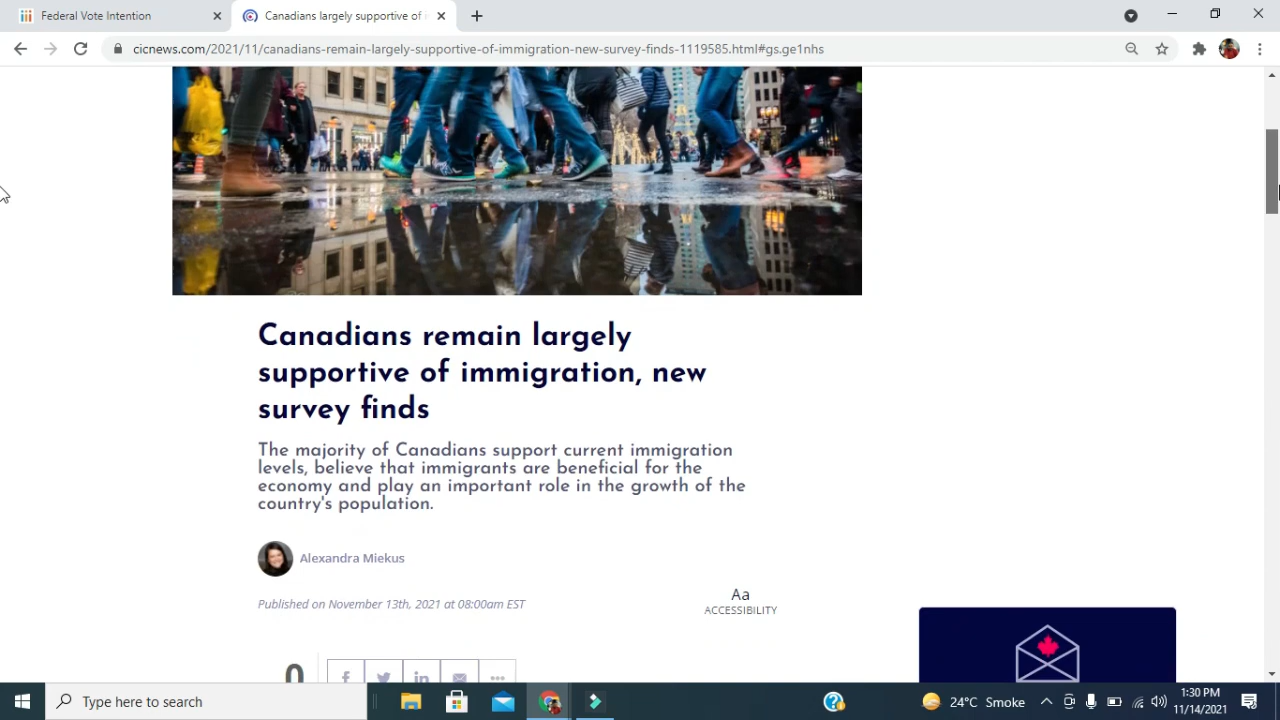 Federal Vote Intention
Canadians largely supportive of i
cicnews.com/2021/11/canadians-remain-largely-supportive-of-immigration-new-survey-finds-1119585.html#gs.ge1nhs
Canadians remain largely
supportive of immigration, new
survey finds
The majority of Canadians support current immigration
levels, believe that immigrants are beneficial for the
economy and play an important role in the growth of the
country's population.
Alexandra Miekus
Published on November 13th, 2021 at 08:00am EST
Aa
ACCESSIBILITY
0
Type here to search
24°C Smoke
1:30 PM
11/14/2021